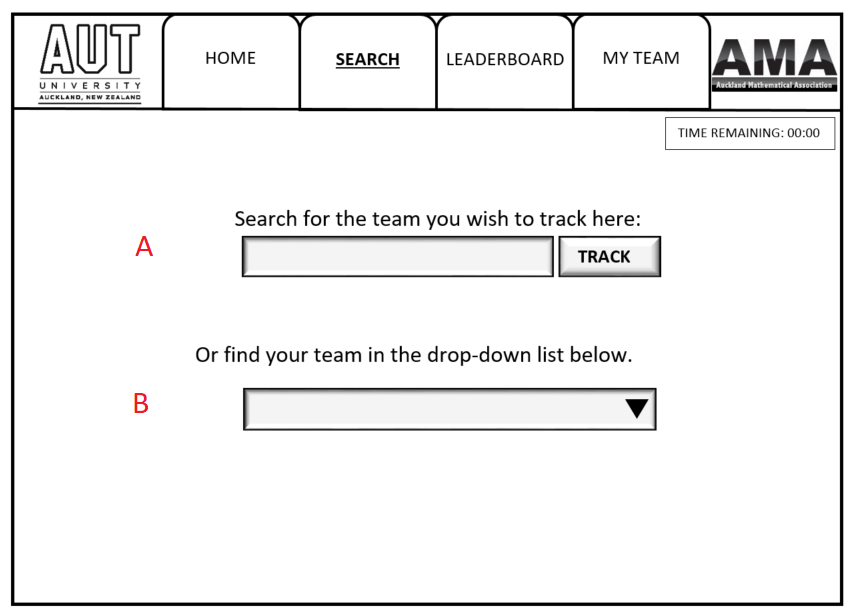 AUT
UNIVERSITY
AUCKLAND, NEW ZEALAND
HOME
SEARCH
LEADERBOARD
MY TEAM
AMA
Auckland Mathematical Association
TIME REMAINING: 00:00
Search for the team you wish to track here:
A
TRACK
Or find your team in the drop-down list below.
B